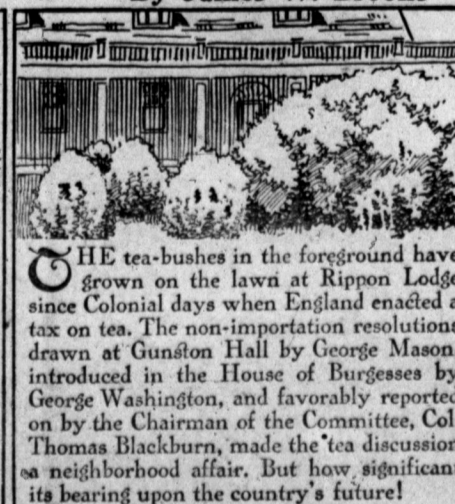 THE tea-bushes in the foreground have
grown on the lawn at Rippon Lodge
since Colonial days when England enacted a
tax on tea. The non-importation resolutions
drawn at Gunston Hall by George Mason,
introduced in the House of Burgesses by
George Washington, and favorably reported
on by the Chairman of the Committee, Col.
Thomas Blackburn, made the tea discussion
a neighborhood affair. But how significant
its bearing upon the country's future!